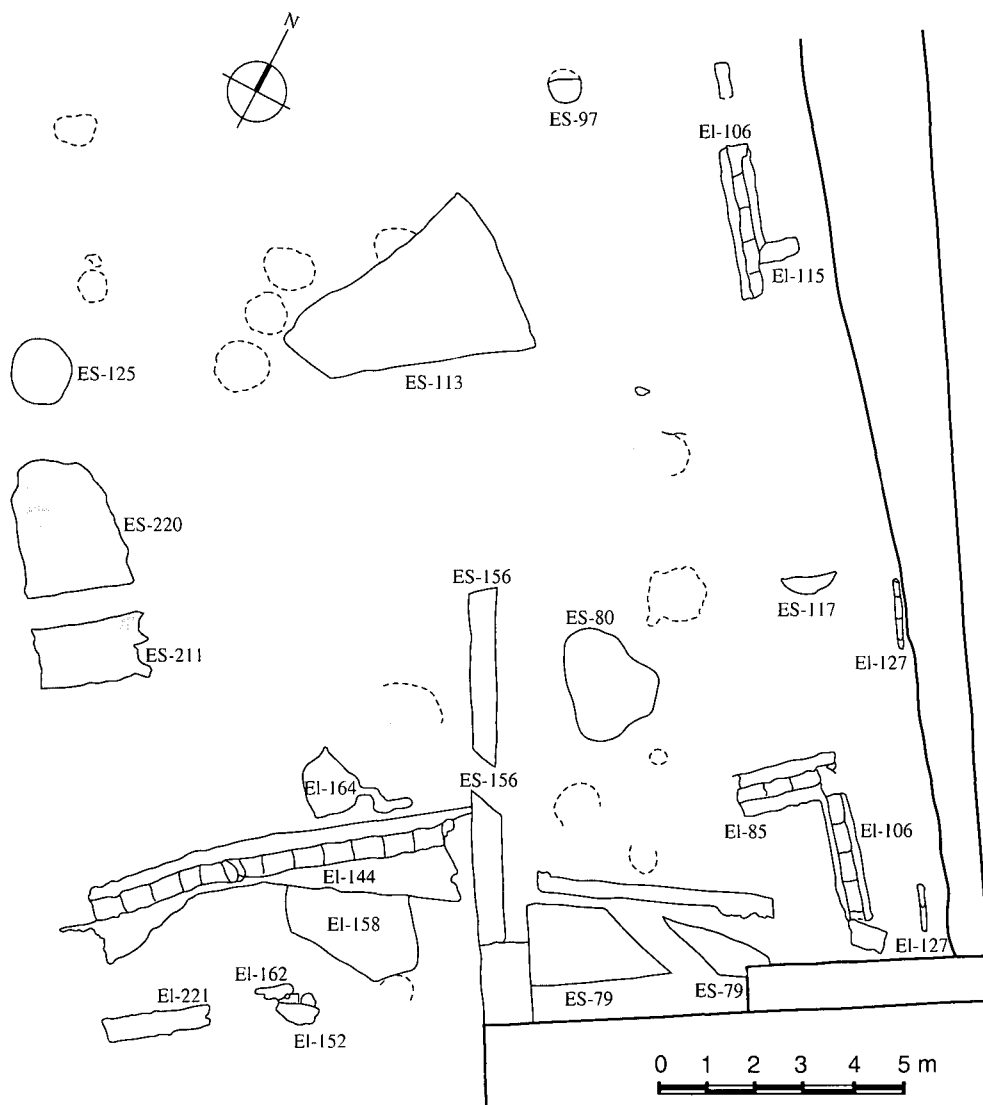 N
ES-97
EI-106
EI-115
ES-125
ES-113
ES-220
ES-156
ES-80
ES-117
ES-211
EI-127
ES-156
EI-164
EI-85
EI-106
EI-144
EI-158
EI-127
EI-162
ES-79
ES-79
EI-221
EI-152
0 1 2 3 4 5 m